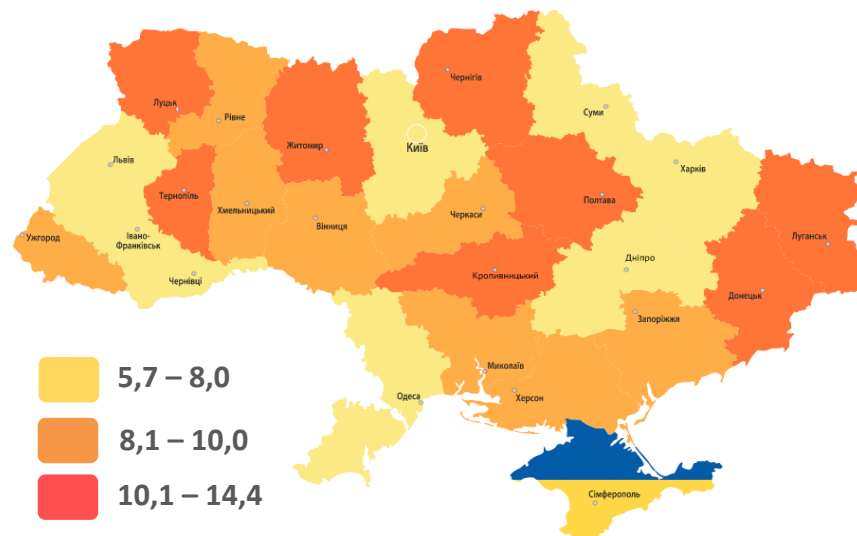 Чернігів
Луцьк
Суми
Рівне
Житомир
Київ
Львів
Харків
Тернопіль
Полтава
Хмельницький
Черкаси
Вінниця
Івано-
Франківськ
Ужгород
Луганськ
Дніпро
Чернівці
Кропивницький
Донецьк
Запоріжжя
Миколаїв
Одеса
Херсон
Сімферополь
5,7 – 8,0
8,1 – 10,0
10,1 – 14,4